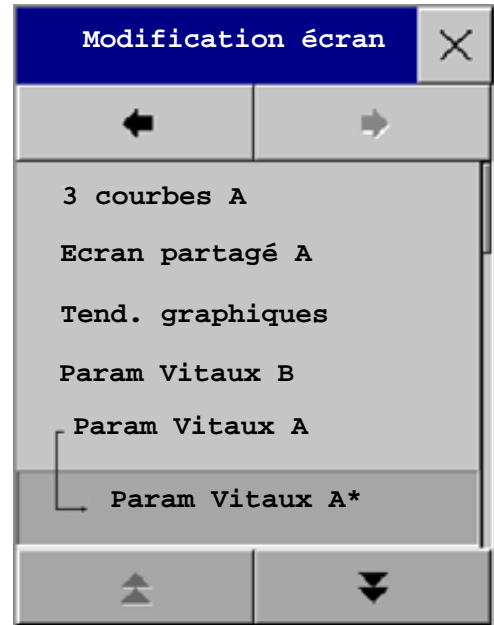 Modification écran
3 courbes A
Ecran partagé A
Tend. graphiques
Param Vitaux B
Param Vitaux A
Param Vitaux A*